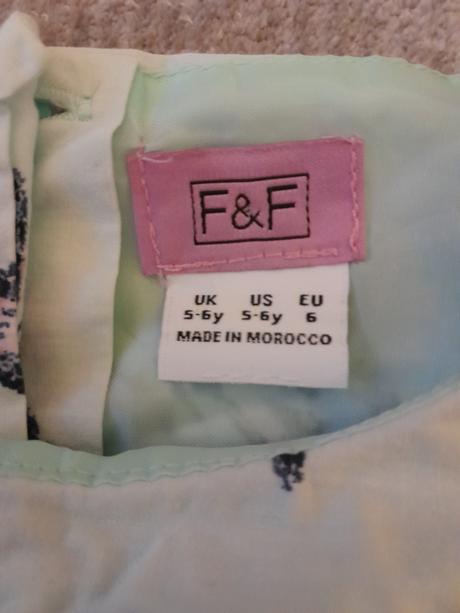 F&F
UK US EU
5-6y 5-6y 6
MADE IN MOROCCO